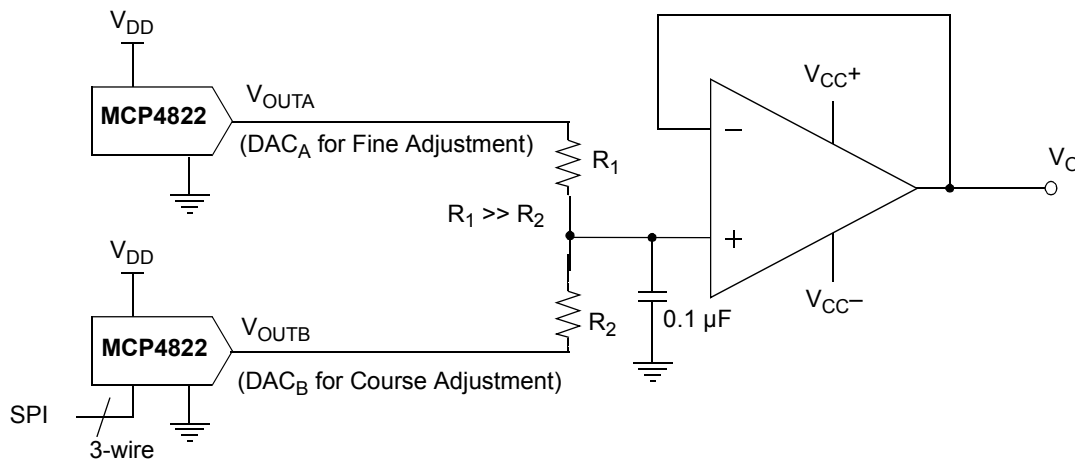 V_DD
MCP4822
V_OUTA
(DAC_A for Fine Adjustment)
R_1
R_1 >> R_2
−
+
V_CC+
V_CC–
V_O
V_DD
MCP4822
V_OUTB
(DAC_B for Course Adjustment)
R_2
0.1 µF
SPI
3-wire